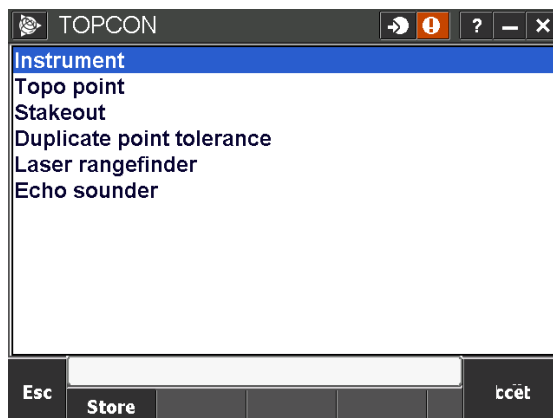 TOPCON
?
Instrument
Topo point
Stakeout
Duplicate point tolerance
Laser rangefinder
Echo sounder
Esc
Store